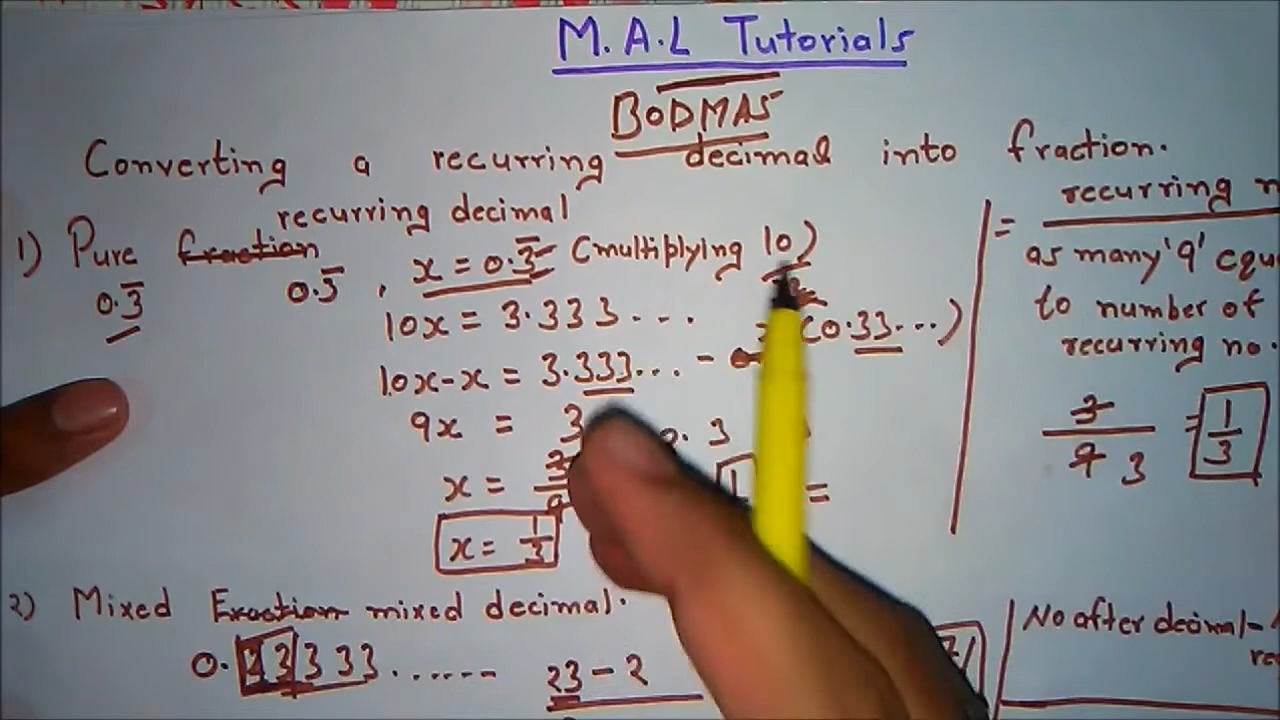 M.A.L Tutorials
BODMAS
Converting a recurring decimal into fraction.
recurring decimal
1) Pure fraction
0.3̅ 0.5̅ , x = 0.3̅ (multiplying 10)
10x = 3.333...
10x-x = 3.333... - (0.33...)
9x = 3
0.3
x = 3/9
=
x = 1/3
= recurring
as many '9'
to number of
recurring no.
3/9 3 = 1/3
2) Mixed Fraction mixed decimal.
0.23333......
23-2
No after decimal-